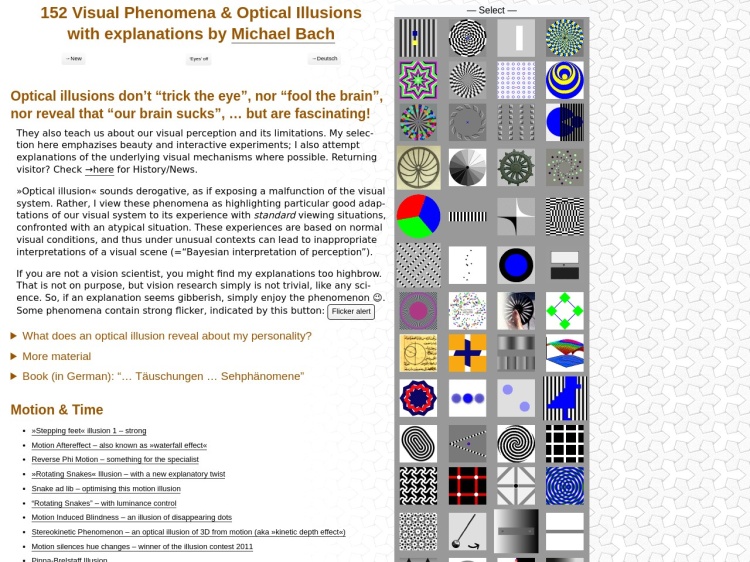 152 Visual Phenomena & Optical Illusions
with explanations by Michael Bach
→New
'Eyes' off
→Deutsch
Optical illusions don’t “trick the eye”, nor “fool the brain”,
nor reveal that “our brain sucks”, … but are fascinating!
They also teach us about our visual perception and its limitations. My selec-
tion here emphazises beauty and interactive experiments; I also attempt
explanations of the underlying visual mechanisms where possible. Returning
visitor? Check →here for History/News.
»Optical illusion« sounds derogative, as if exposing a malfunction of the visual
system. Rather, I view these phenomena as highlighting particular good adap-
tations of our visual system to its experience with standard viewing situations,
confronted with an atypical situation. These experiences are based on normal
visual conditions, and thus under unusual contexts can lead to inappropriate
interpretations of a visual scene (=“Bayesian interpretation of perception”).
If you are not a vision scientist, you might find my explanations too highbrow.
That is not on purpose, but vision research simply is not trivial, like any sci-
ence. So, if an explanation seems gibberish, simply enjoy the phenomenon 😉.
Some phenomena contain strong flicker, indicated by this button: Flicker alert
▶ What does an optical illusion reveal about my personality?
▶ More material
▶ Book (in German): “… Täuschungen … Sehphänomene”
Motion & Time
• »Stepping feet« illusion 1 – strong
• Motion Aftereffect – also known as »waterfall effect«
• Reverse Phi Motion – something for the specialist
• »Rotating Snakes« Illusion – with a new explanatory twist
• Snake ad lib – optimising this motion illusion
• “Rotating Snakes” – with luminance control
• Motion Induced Blindness – an illusion of disappearing dots
• Stereokinetic Phenomenon – an optical illusion of 3D from motion (aka »kinetic depth effect«)
• Motion silences hue changes – winner of the illusion contest 2011
• Pinna-Brelstaff Illusion
— Select —